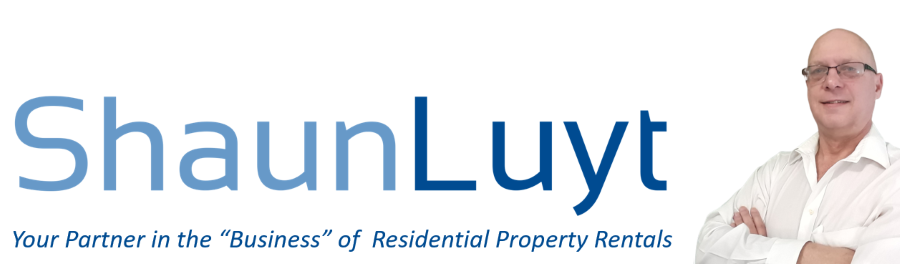 ShaunLuyt
Your Partner in the “Business” of Residential Property Rentals